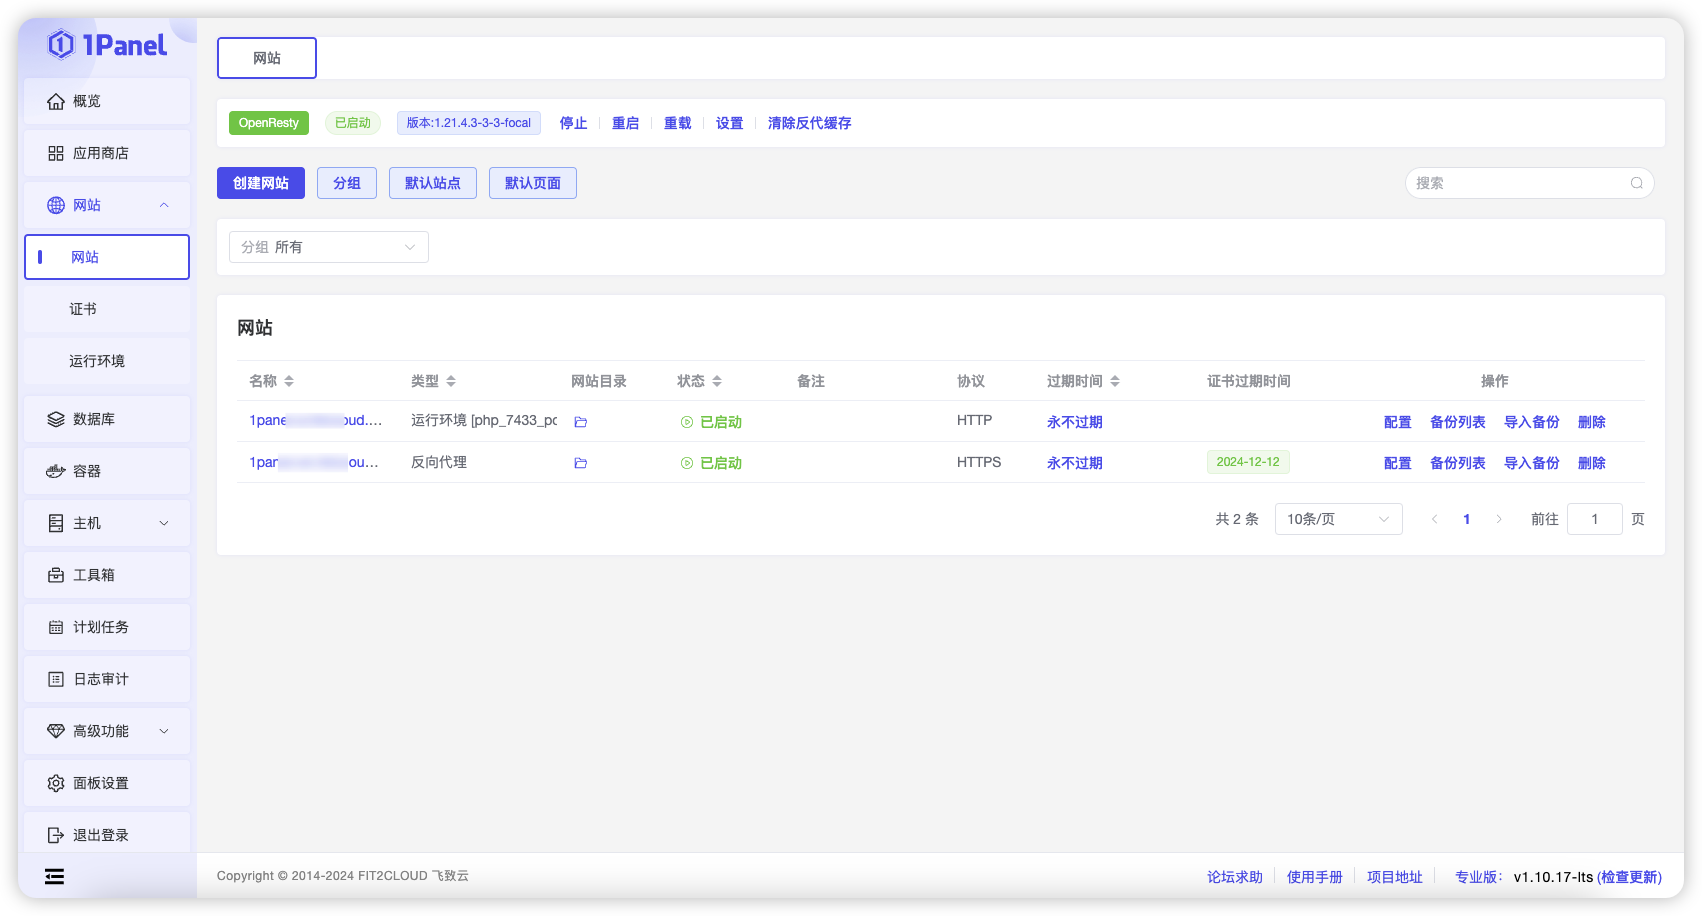 1Panel
概览
应用商店
网站
网站
证书
运行环境
数据库
容器
主机
工具箱
计划任务
日志审计
高级功能
面板设置
退出登录
网站
OpenResty 已启动 版本:1.21.4.3-3-3-focal 停止 重启 重载 设置 清除反代缓存
创建网站 分组 默认站点 默认页面 搜索
分组 所有
网站
名称 类型 网站目录 状态 备注 协议 过期时间 证书过期时间 操作
1pane oud.... 运行环境 [php_7433_pc 已启动 HTTP 永不过期 配置 备份列表 导入备份 删除
1par ou... 反向代理 已启动 HTTPS 永不过期 2024-12-12 配置 备份列表 导入备份 删除
共 2 条 10条/页 1 前往 1 页
Copyright © 2014-2024 FIT2CLOUD 飞致云 论坛求助 使用手册 项目地址 专业版： v1.10.17-lts (检查更新)